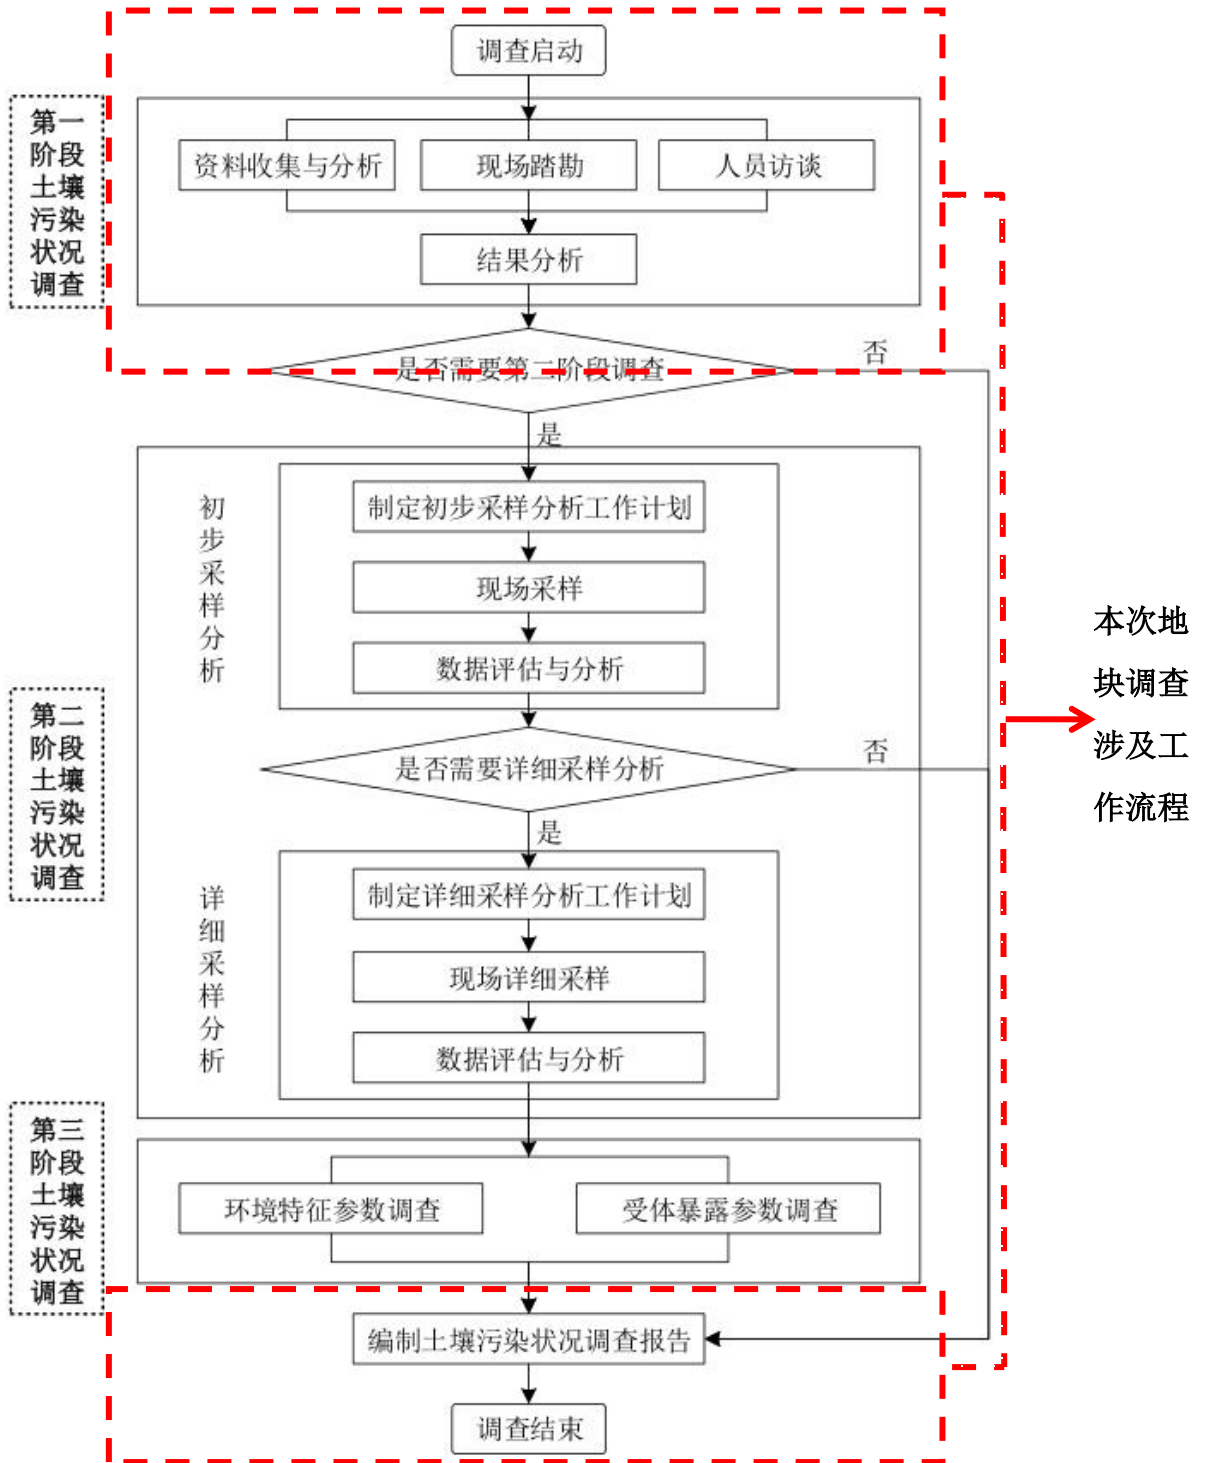 调查启动
第一
阶段
土壤
污染
状况
调查
资料收集与分析
现场踏勘
人员访谈
结果分析
是否需要第二阶段调查
否
是
初
步
采
样
分
析
制定初步采样分析工作计划
现场采样
数据评估与分析
第二
阶段
土壤
污染
状况
调查
是否需要详细采样分析
否
是
详
细
采
样
分
析
制定详细采样分析工作计划
现场详细采样
数据评估与分析
第三
阶段
土壤
污染
状况
调查
环境特征参数调查
受体暴露参数调查
编制土壤污染状况调查报告
调查结束
本次地
块调查
涉及工
作流程